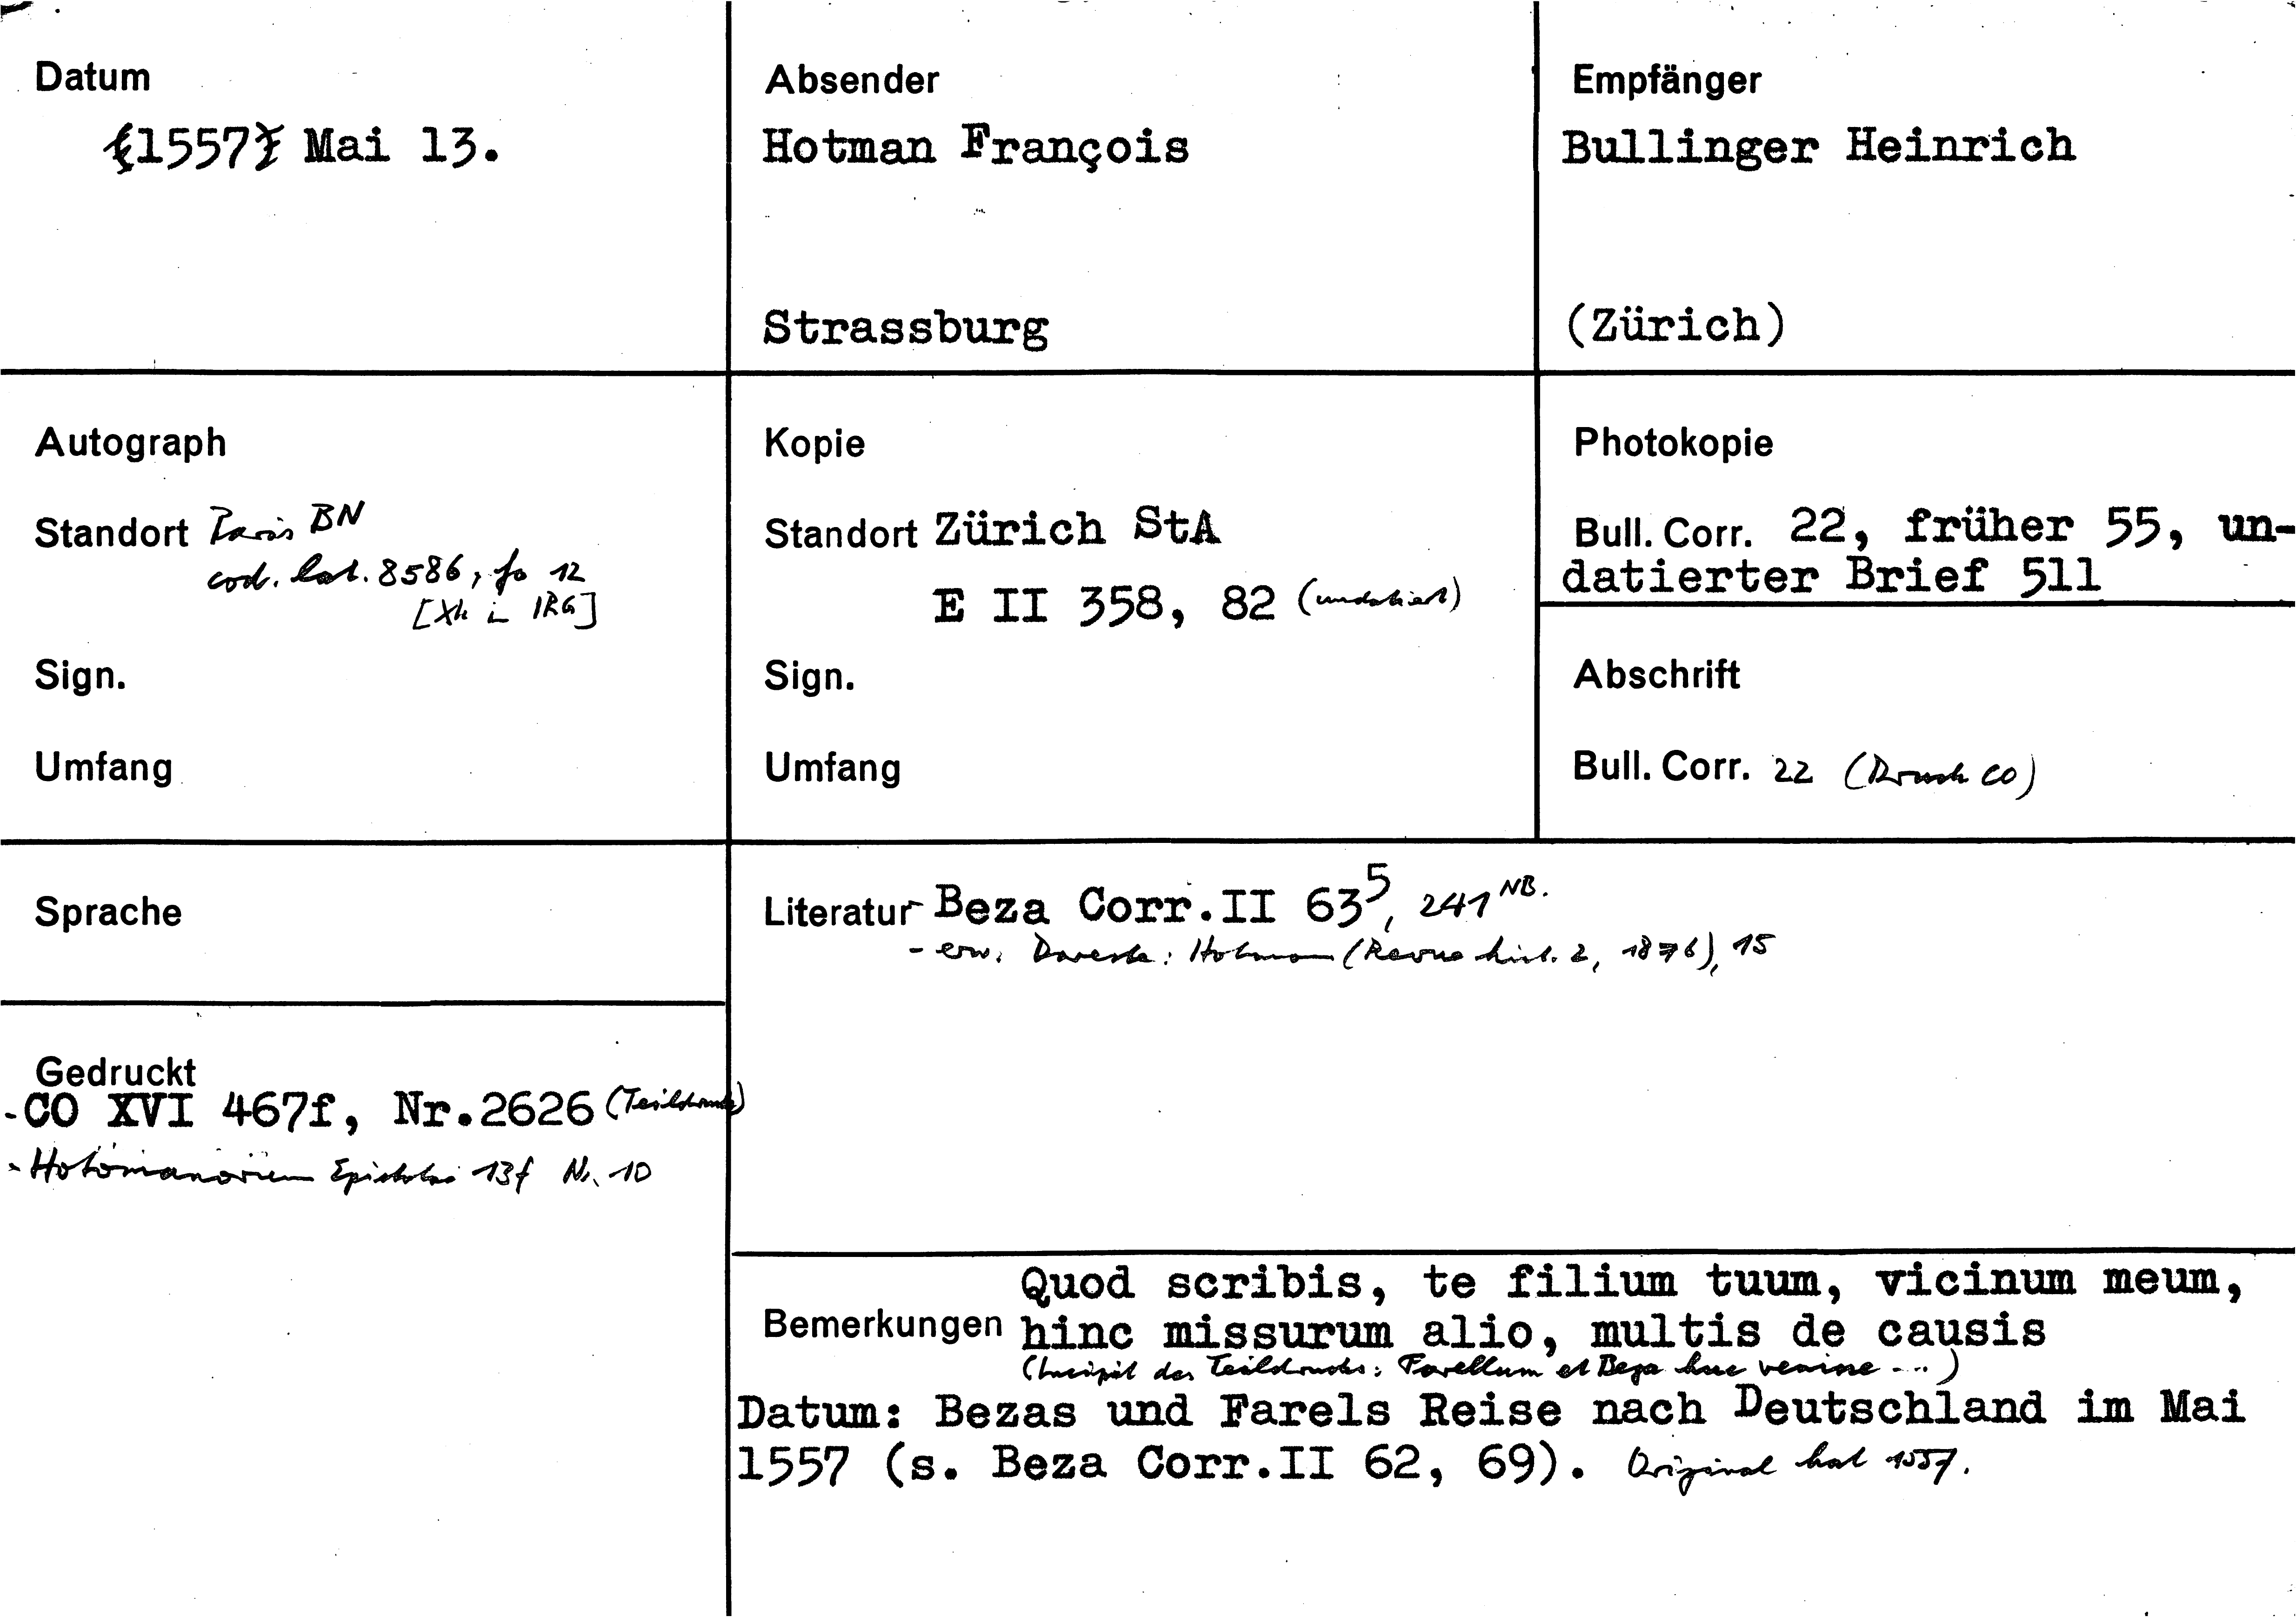 Datum
(1557) Mai 13.
Absender
Hotman François
Strassburg
Empfänger
Bullinger Heinrich
(Zürich)
Autograph
Standort Paris BN
cod. lat. 8586, fo 12
[Xk in IRG]
Sign.
Umfang
Kopie
Standort Zürich StA
E II 358, 82 (undatiert)
Sign.
Umfang
Photokopie
Bull. Corr. 22, früher 55, un-
datierter Brief 511
Abschrift
Bull. Corr. 22 (Druck CO)
Sprache
Literatur - Beza Corr.II 63⁵, 241 NB.
- erw. Dareste: Hotman (Revue hist. 2, 1876), 15
Gedruckt
- CO XVI 467f, Nr.2626 (Teildruck)
- Hotomanorum Epistolae 13f Nr. 10
Bemerkungen
Quod scribis, te filium tuum, vicinum meum,
hinc missurum alio, multis de causis
(Incipit des Teildrucks: Farellum et Beza huc venisse ...)
Datum: Bezas und Farels Reise nach Deutschland im Mai
1557 (s. Beza Corr.II 62, 69). Original hat 1557.